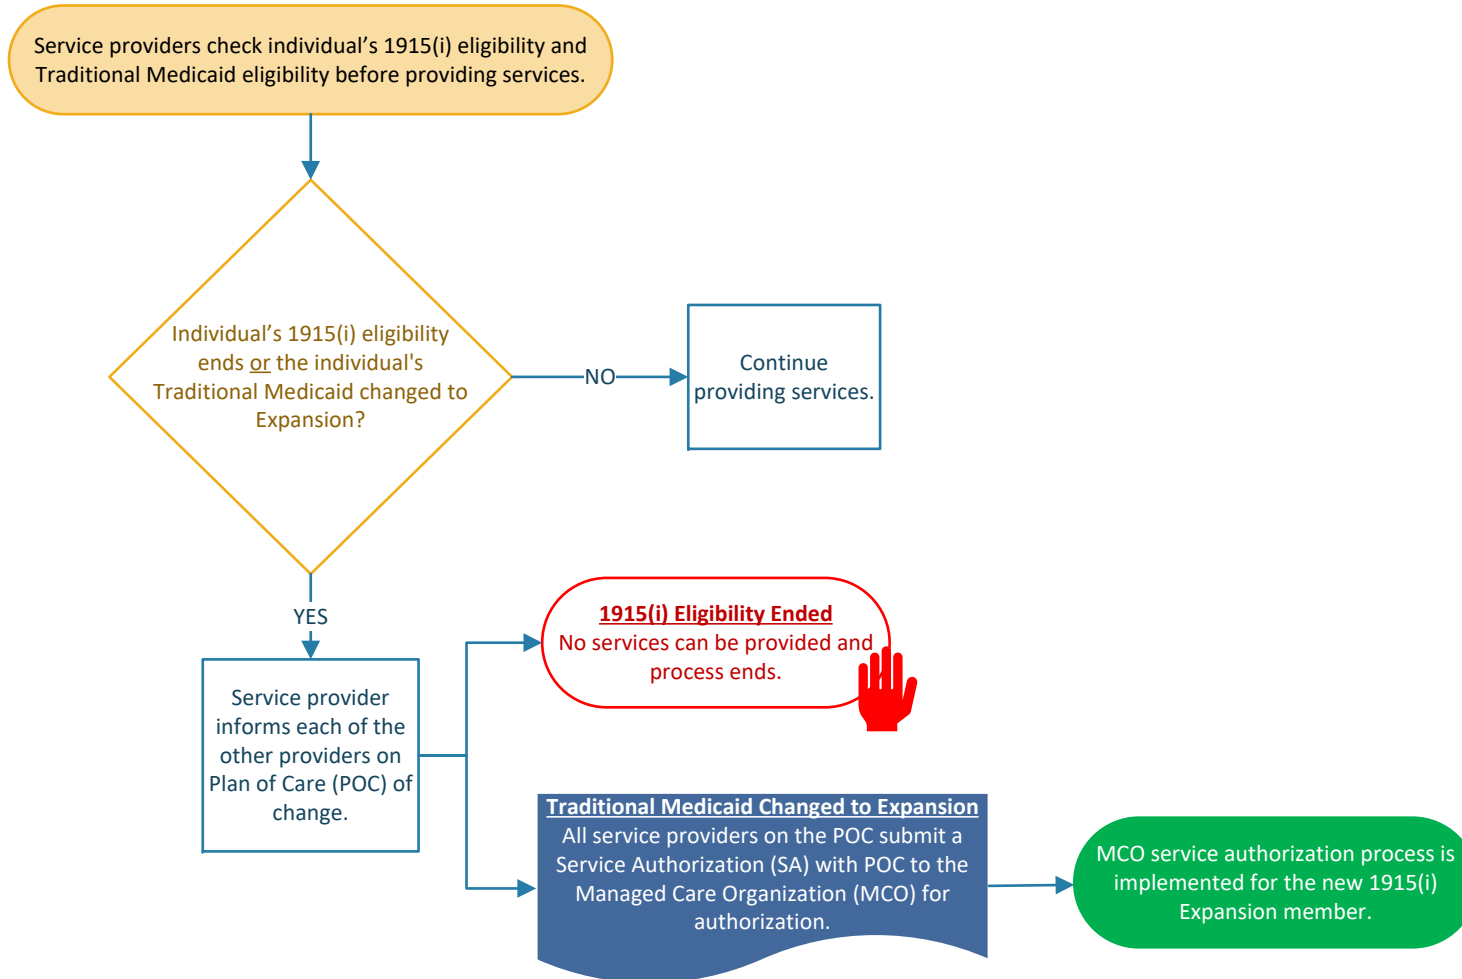 Service providers check individual’s 1915(i) eligibility and
Traditional Medicaid eligibility before providing services.
Individual’s 1915(i) eligibility
ends or the individual's
Traditional Medicaid changed to
Expansion?
NO
Continue
providing services.
YES
Service provider
informs each of the
other providers on
Plan of Care (POC) of
change.
1915(i) Eligibility Ended
No services can be provided and
process ends.
Traditional Medicaid Changed to Expansion
All service providers on the POC submit a
Service Authorization (SA) with POC to the
Managed Care Organization (MCO) for
authorization.
MCO service authorization process is
implemented for the new 1915(i)
Expansion member.